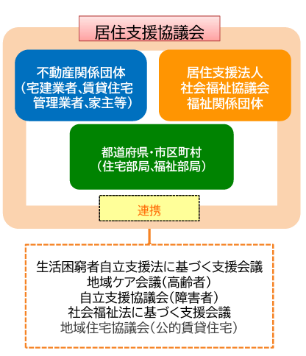 居住支援協議会
不動産関係団体
(宅建業者、賃貸住宅
管理業者、家主等)
居住支援法人
社会福祉協議会
福祉関係団体
都道府県・市区町村
(住宅部局、福祉部局)
連携
生活困窮者自立支援法に基づく支援会議
地域ケア会議(高齢者)
自立支援協議会(障害者)
社会福祉法に基づく支援会議
地域住宅協議会(公的賃貸住宅)